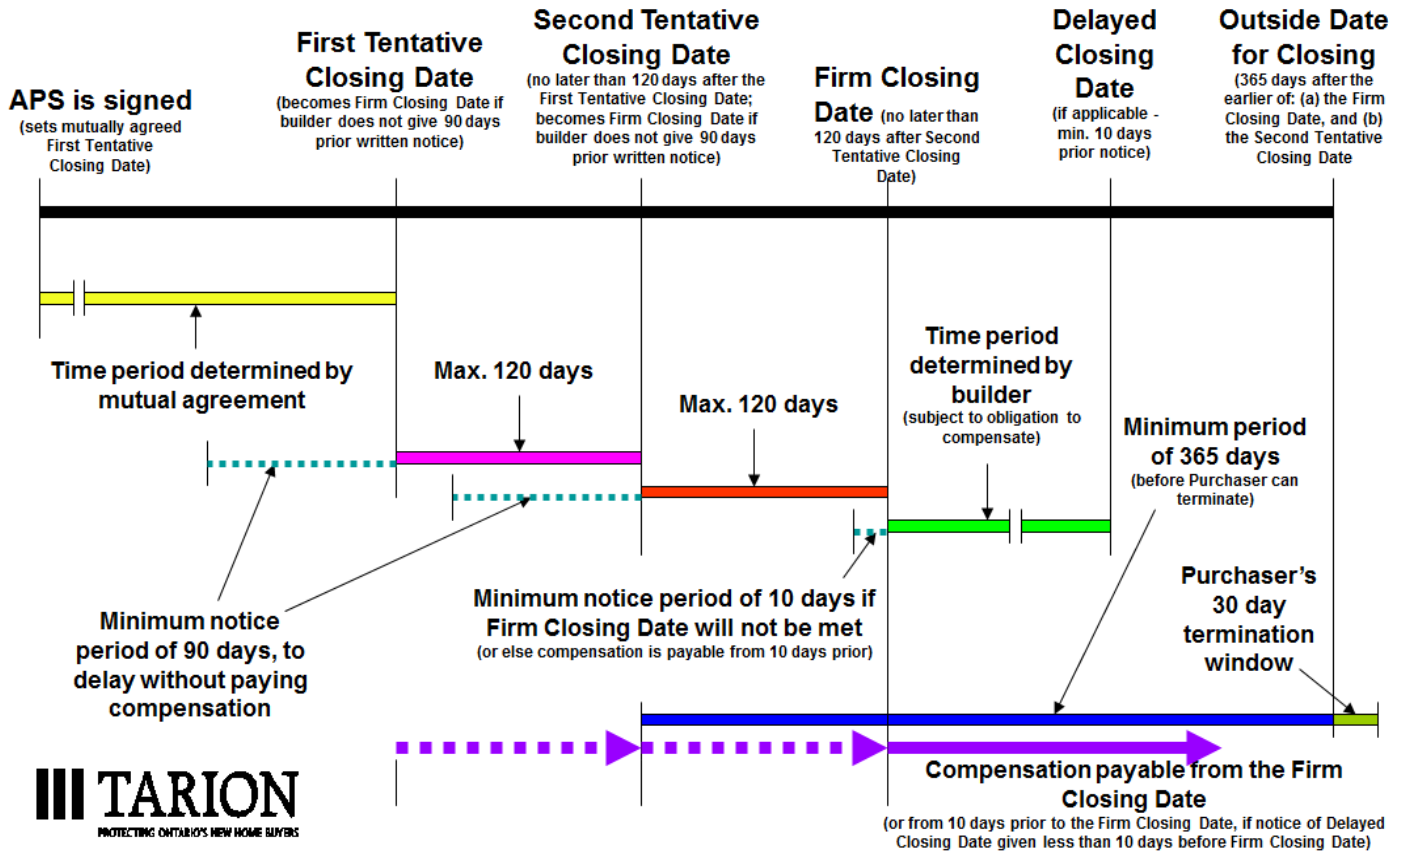 APS is signed
(sets mutually agreed
First Tentative
Closing Date)
First Tentative
Closing Date
(becomes Firm Closing Date if
builder does not give 90 days
prior written notice)
Second Tentative
Closing Date
(no later than 120 days after the
First Tentative Closing Date;
becomes Firm Closing Date if
builder does not give 90 days
prior written notice)
Firm Closing
Date (no later than
120 days after Second
Tentative Closing
Date)
Delayed
Closing
Date
(if applicable -
min. 10 days
prior notice)
Outside Date
for Closing
(365 days after the
earlier of: (a) the Firm
Closing Date, and (b)
the Second Tentative
Closing Date
Time period determined by
mutual agreement
Max. 120 days
Max. 120 days
Time period
determined by
builder
(subject to obligation to
compensate)
Minimum period
of 365 days
(before Purchaser can
terminate)
Minimum notice
period of 90 days, to
delay without paying
compensation
Minimum notice period of 10 days if
Firm Closing Date will not be met
(or else compensation is payable from 10 days prior)
Purchaser's
30 day
termination
window
Compensation payable from the Firm
Closing Date
(or from 10 days prior to the Firm Closing Date, if notice of Delayed
Closing Date given less than 10 days before Firm Closing Date)
TARION
PROTECTING ONTARIO'S NEW HOME BUYERS